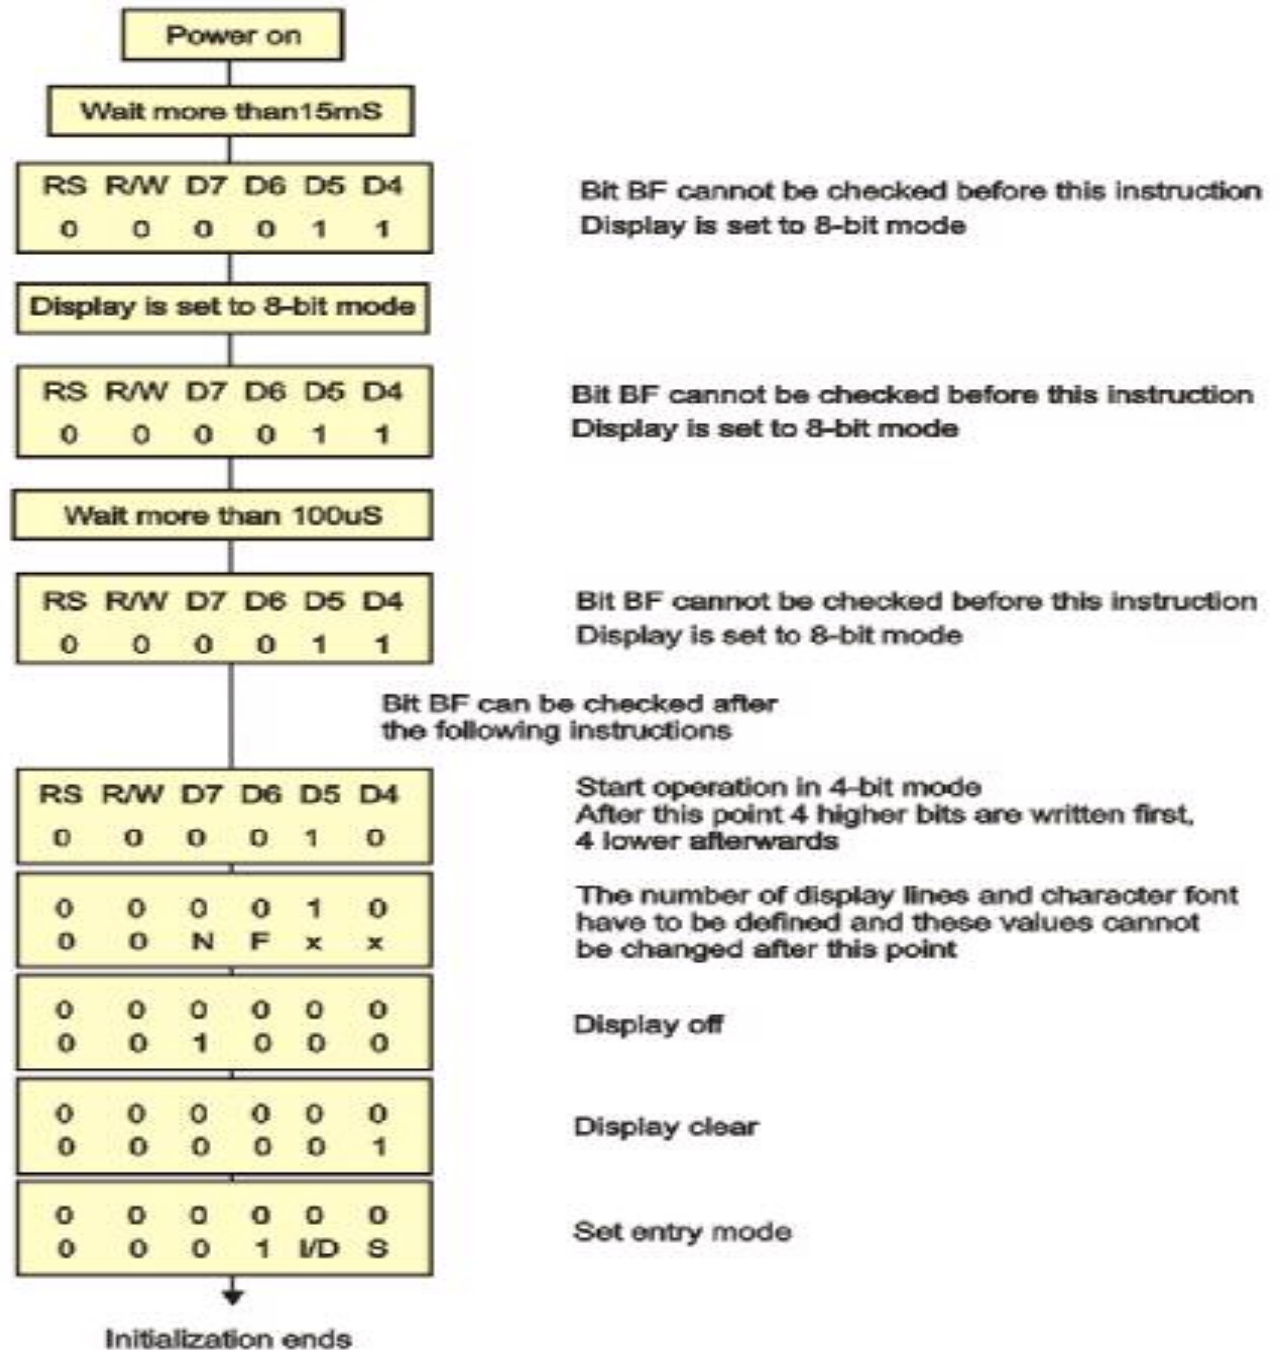 Power on
Wait more than15mS
RS R/W D7 D6 D5 D4
0 0 0 0 1 1
Bit BF cannot be checked before this instruction
Display is set to 8-bit mode
Display is set to 8-bit mode
RS R/W D7 D6 D5 D4
0 0 0 0 1 1
Bit BF cannot be checked before this instruction
Display is set to 8-bit mode
Wait more than 100uS
RS R/W D7 D6 D5 D4
0 0 0 0 1 1
Bit BF cannot be checked before this instruction
Display is set to 8-bit mode
Bit BF can be checked after
the following instructions
RS R/W D7 D6 D5 D4
0 0 0 0 1 0
Start operation in 4-bit mode
After this point 4 higher bits are written first,
4 lower afterwards
0 0 0 0 1 0
0 0 N F x x
The number of display lines and character font
have to be defined and these values cannot
be changed after this point
0 0 0 0 0 0
0 0 1 0 0 0
Display off
0 0 0 0 0 0
0 0 0 0 0 1
Display clear
0 0 0 0 0 0
0 0 0 1 I/D S
Set entry mode
Initialization ends